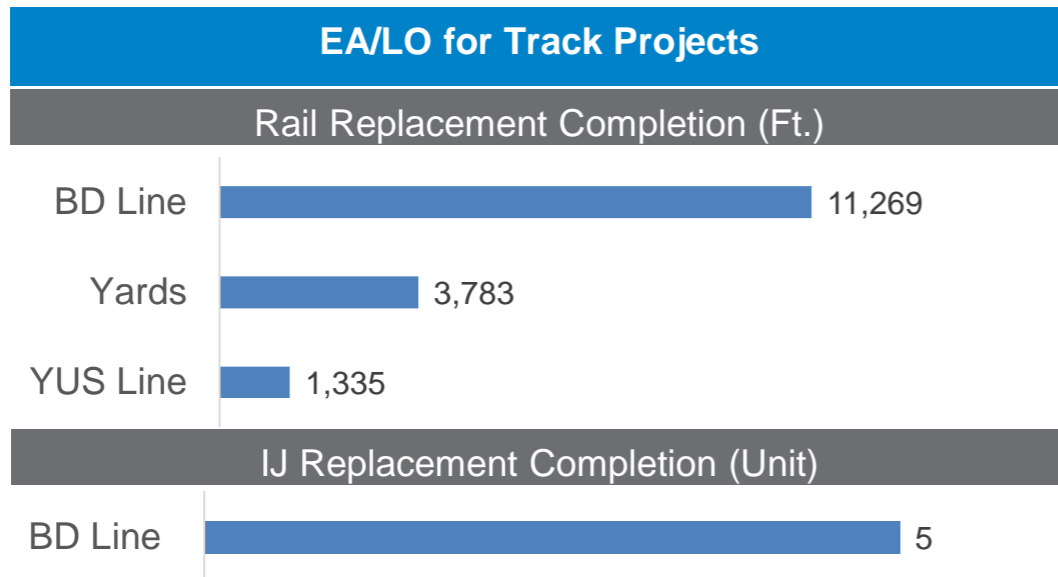 EA/LO for Track Projects
Rail Replacement Completion (Ft.)
BD Line 11,269
Yards 3,783
YUS Line 1,335
IJ Replacement Completion (Unit)
BD Line 5